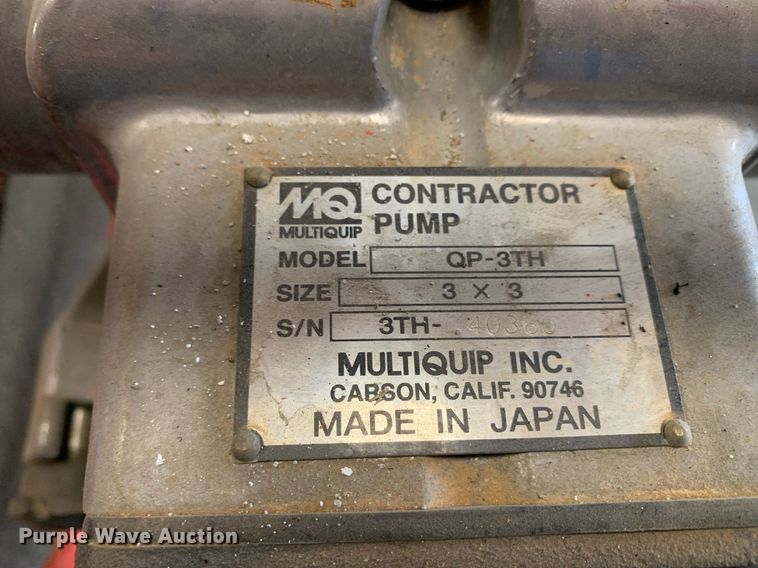 MQ CONTRACTOR
MULTIQUIP PUMP
MODEL QP-3TH
SIZE 3 × 3
S/N 3TH-
MULTIQUIP INC.
CARSON, CALIF. 90746
MADE IN JAPAN
Purple Wave Auction